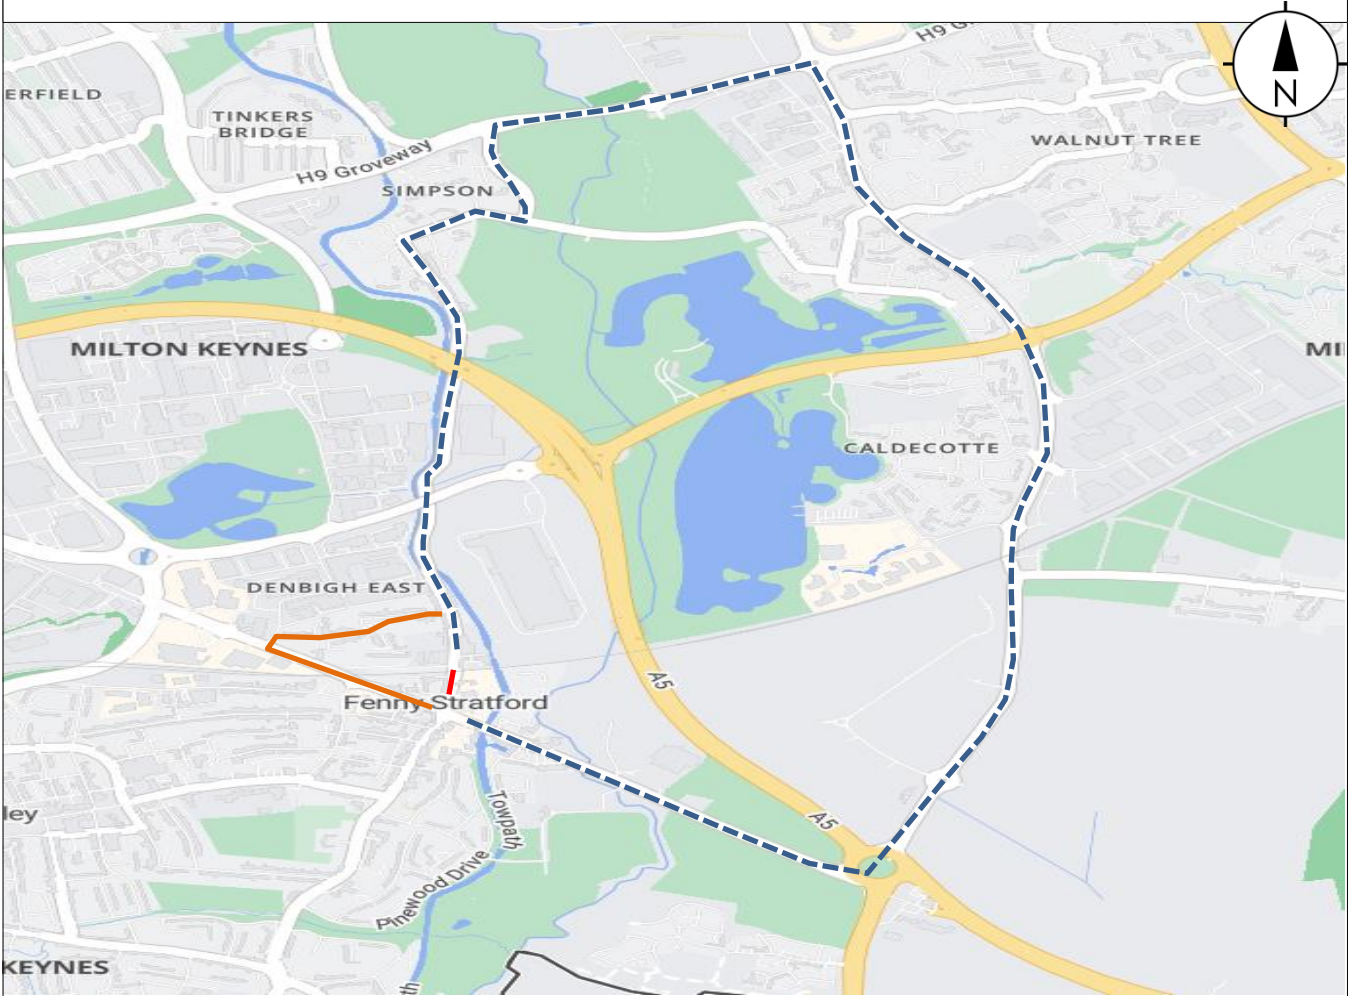 H9 G
N
ERFIELD
TINKERS
BRIDGE
WALNUT TREE
H9 Groveway
SIMPSON
MILTON KEYNES
MI
CALDECOTTE
DENBIGH EAST
A5
Fenny Stratford
ley
Towpath
A5
Pinewood Drive
KEYNES
th